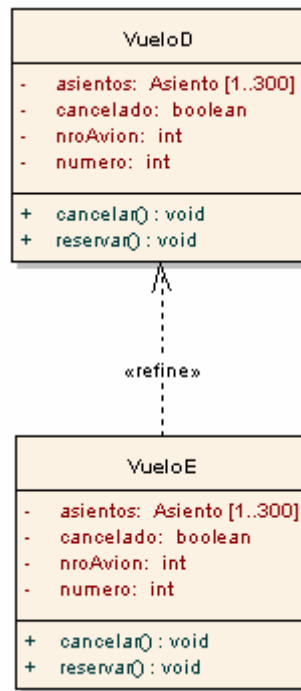 VueloD
- asientos: Asiento [1..300]
- cancelado: boolean
- nroAvion: int
- numero: int
+ cancelar() : void
+ reservar() : void
«refine»
VueloE
- asientos: Asiento [1..300]
- cancelado: boolean
- nroAvion: int
- numero: int
+ cancelar() : void
+ reservar() : void